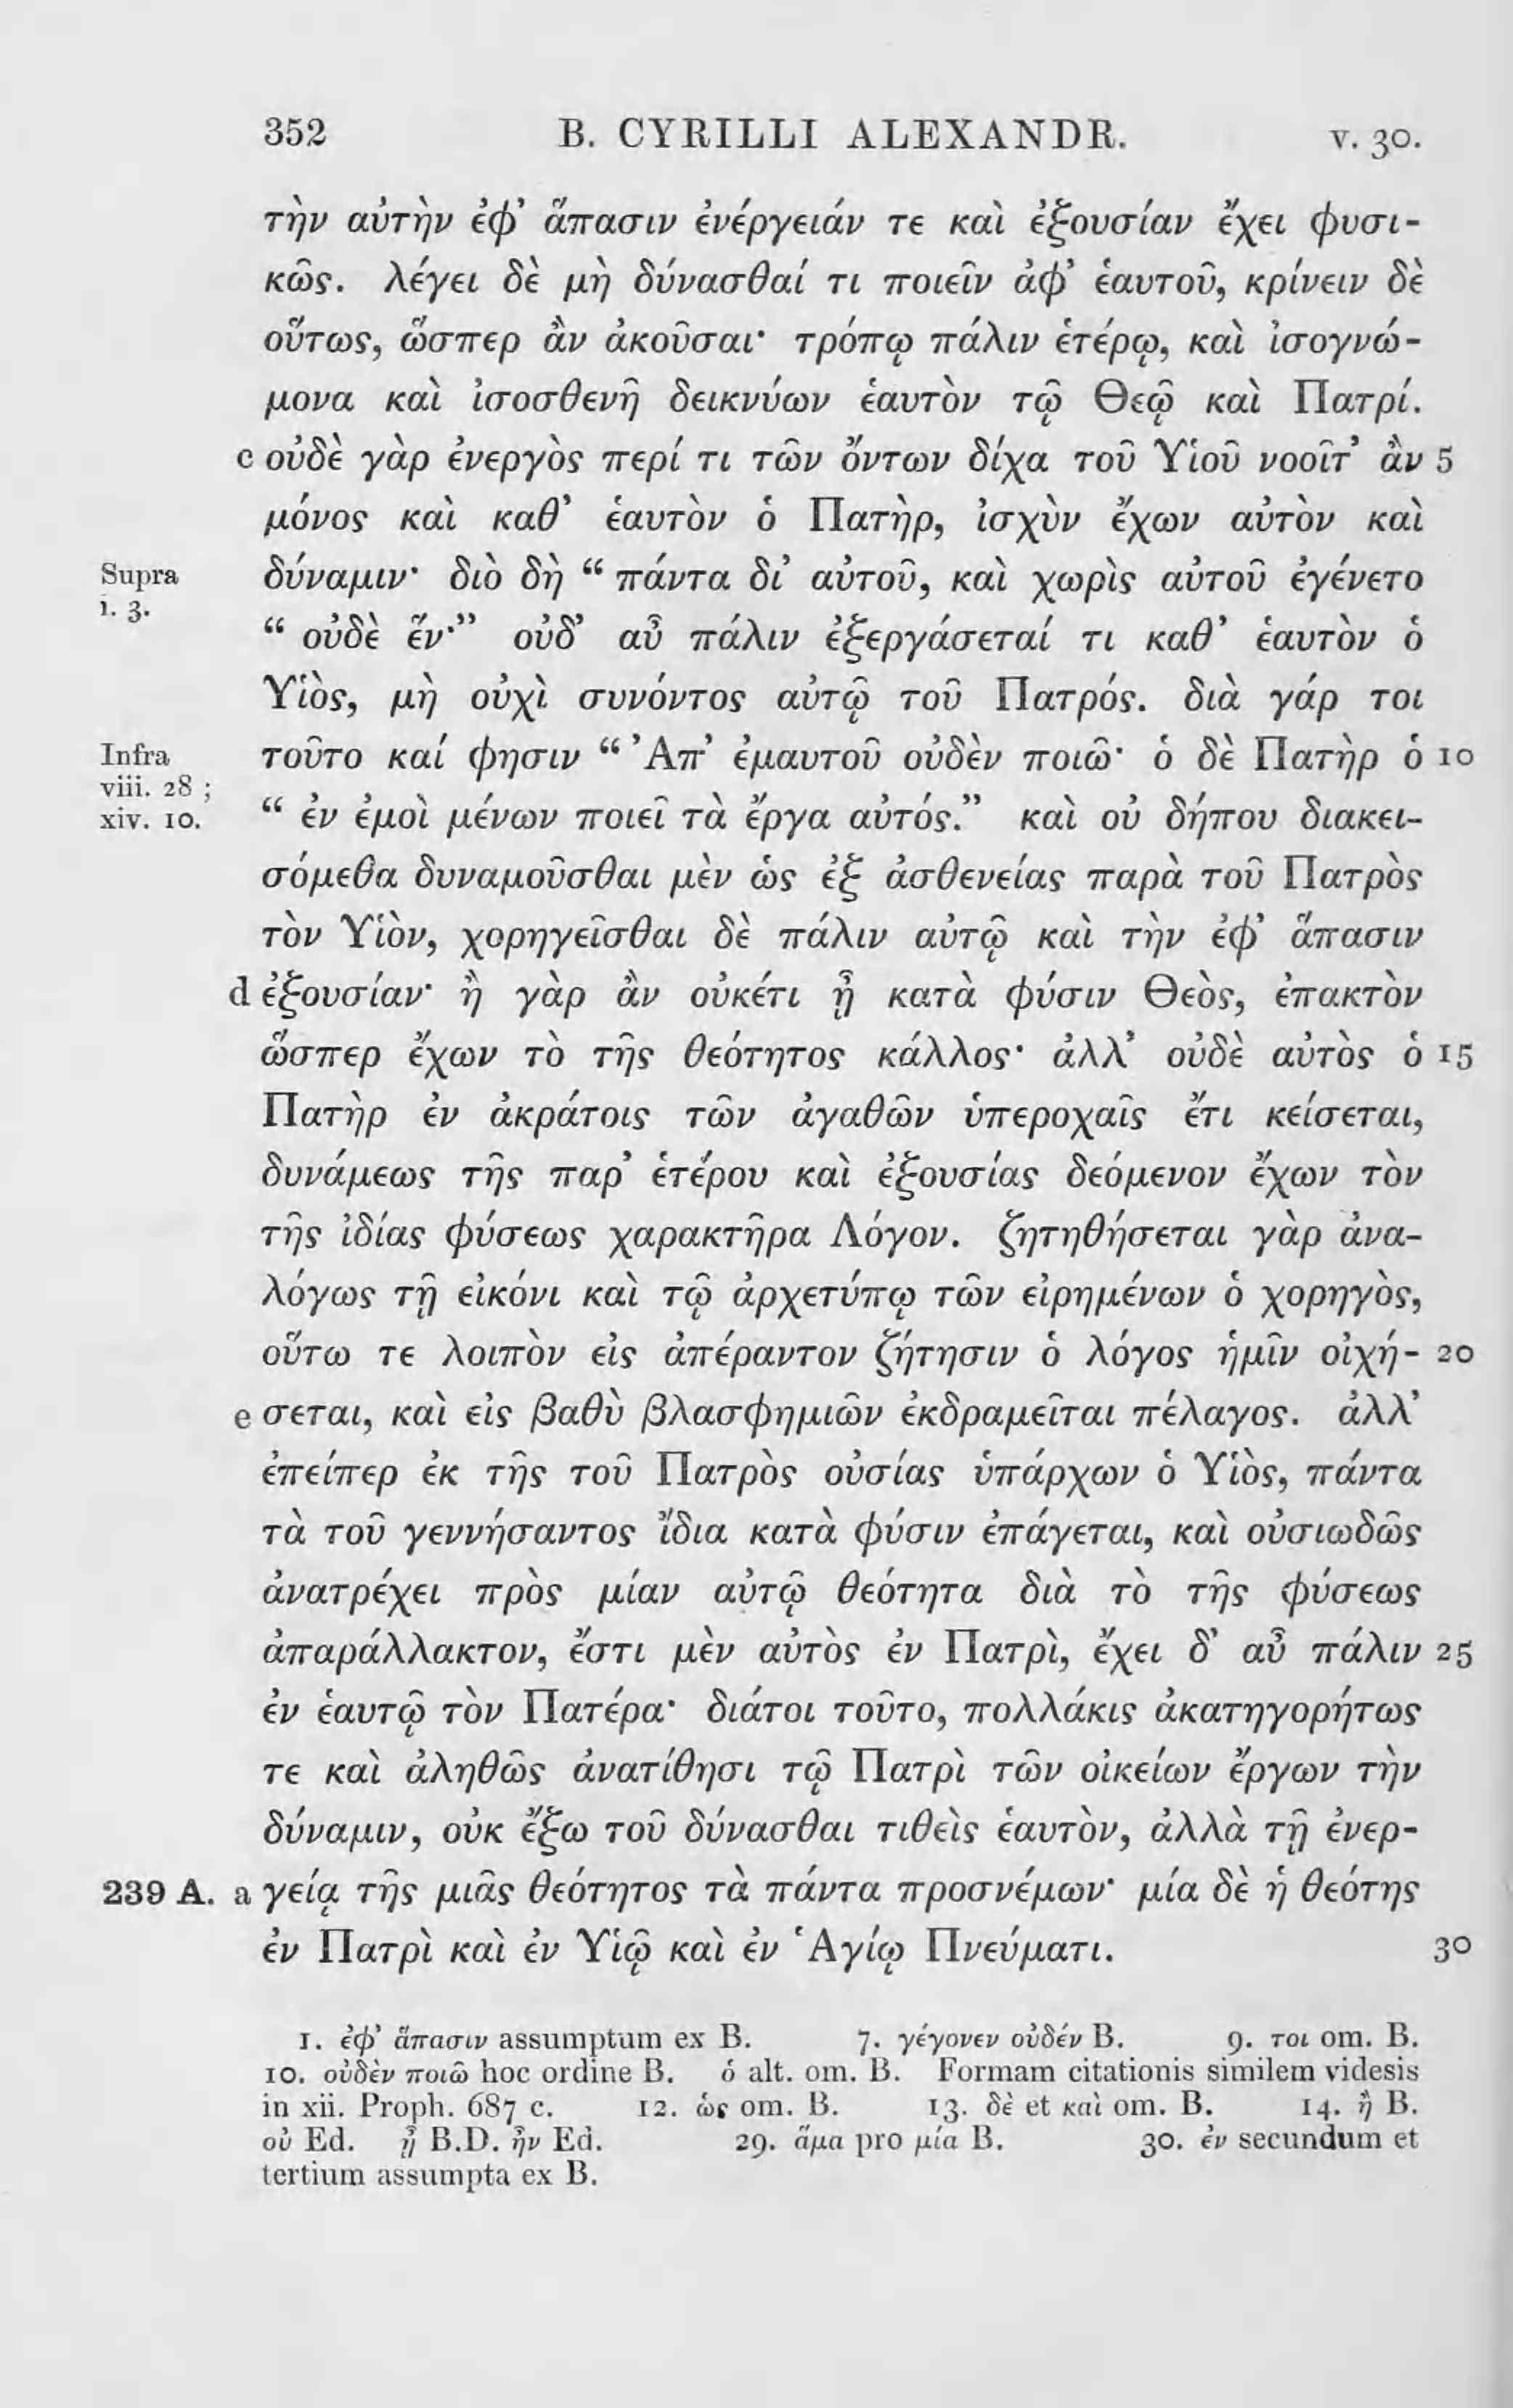 352 B. CYRILLI ALEXANDR. v. 30.
τὴν αὐτὴν ἐφ’ ἅπασιν ἐνέργειάν τε καὶ ἐξουσίαν ἔχει φυσι-
κῶς. λέγει δὲ μὴ δύνασθαί τι ποιεῖν ἀφ’ ἑαυτοῦ, κρίνειν δὲ
οὕτως, ὥσπερ ἂν ἀκοῦσαι· τρόπῳ πάλιν ἑτέρῳ, καὶ ἰσογνώ-
μονα καὶ ἰσοσθενῆ δεικνύων ἑαυτὸν τῷ Θεῷ καὶ Πατρί.
c οὐδὲ γὰρ ἐνεργὸς περί τι τῶν ὄντων δίχα τοῦ Υἱοῦ νοοῖτ’ ἂν 5
μόνος καὶ καθ’ ἑαυτὸν ὁ Πατὴρ, ἰσχὺν ἔχων αὐτὸν καὶ
Supra δύναμιν· διὸ δὴ “ πάντα δι’ αὐτοῦ, καὶ χωρὶς αὐτοῦ ἐγένετο
i. 3. “ οὐδὲ ἕν·” οὐδ’ αὖ πάλιν ἐξεργάσεταί τι καθ’ ἑαυτὸν ὁ
Υἱὸς, μὴ οὐχὶ συνόντος αὐτῷ τοῦ Πατρός. διὰ γάρ τοι
Infra τοῦτο καί φησιν “ Ἀπ’ ἐμαυτοῦ οὐδὲν ποιῶ· ὁ δὲ Πατὴρ ὁ 10
viii. 28 ;
xiv. 10. “ ἐν ἐμοὶ μένων ποιεῖ τὰ ἔργα αὐτός.” καὶ οὐ δήπου διακει-
σόμεθα δυναμοῦσθαι μὲν ὡς ἐξ ἀσθενείας παρὰ τοῦ Πατρὸς
τὸν Υἱὸν, χορηγεῖσθαι δὲ πάλιν αὐτῷ καὶ τὴν ἐφ’ ἅπασιν
d ἐξουσίαν· ἢ γὰρ ἂν οὐκέτι ᾖ κατὰ φύσιν Θεὸς, ἐπακτὸν
ὥσπερ ἔχων τὸ τῆς θεότητος κάλλος· ἀλλ’ οὐδὲ αὐτὸς ὁ 15
Πατὴρ ἐν ἀκράτοις τῶν ἀγαθῶν ὑπεροχαῖς ἔτι κείσεται,
δυνάμεως τῆς παρ’ ἑτέρου καὶ ἐξουσίας δεόμενον ἔχων τὸν
τῆς ἰδίας φύσεως χαρακτῆρα Λόγον. ζητηθήσεται γὰρ ἀνα-
λόγως τῇ εἰκόνι καὶ τῷ ἀρχετύπῳ τῶν εἰρημένων ὁ χορηγὸς,
οὕτω τε λοιπὸν εἰς ἀπέραντον ζήτησιν ὁ λόγος ἡμῖν οἰχή- 20
e σεται, καὶ εἰς βαθὺ βλασφημιῶν ἐκδραμεῖται πέλαγος. ἀλλ’
ἐπείπερ ἐκ τῆς τοῦ Πατρὸς οὐσίας ὑπάρχων ὁ Υἱὸς, πάντα
τὰ τοῦ γεννήσαντος ἴδια κατὰ φύσιν ἐπάγεται, καὶ οὐσιωδῶς
ἀνατρέχει πρὸς μίαν αὐτῷ θεότητα διὰ τὸ τῆς φύσεως
ἀπαράλλακτον, ἔστι μὲν αὐτὸς ἐν Πατρὶ, ἔχει δ’ αὖ πάλιν 25
ἐν ἑαυτῷ τὸν Πατέρα· διάτοι τοῦτο, πολλάκις ἀκατηγορήτως
τε καὶ ἀληθῶς ἀνατίθησι τῷ Πατρὶ τῶν οἰκείων ἔργων τὴν
δύναμιν, οὐκ ἔξω τοῦ δύνασθαι τιθεὶς ἑαυτὸν, ἀλλὰ τῇ ἐνερ-
239 A. a γείᾳ τῆς μιᾶς θεότητος τὰ πάντα προσνέμων· μία δὲ ἡ θεότης
ἐν Πατρὶ καὶ ἐν Υἱῷ καὶ ἐν Ἁγίῳ Πνεύματι. 30
1. ἐφ’ ἅπασιν assumptum ex B. 7. γέγονεν οὐδέν B. 9. τοι om. B.
10. οὐδὲν ποιῶ hoc ordine B. ὁ alt. om. B. Formam citationis similem videsis
in xii. Proph. 687 c. 12. ὡς om. B. 13. δὲ et καὶ om. B. 14. ἢ B.
οὐ Ed. ᾖ B.D. ἦν Ed. 29. ἅμα pro μία B. 30. ἐν secundum et
tertium assumpta ex B.